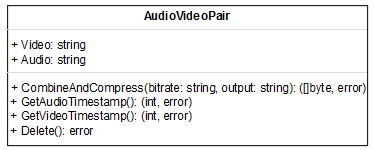 AudioVideoPair
+ Video: string
+ Audio: string
+ CombineAndCompress(bitrate: string, output: string): ([]byte, error)
+ GetAudioTimestamp(): (int, error)
+ GetVideoTimestamp(): (int, error)
+ Delete(): error